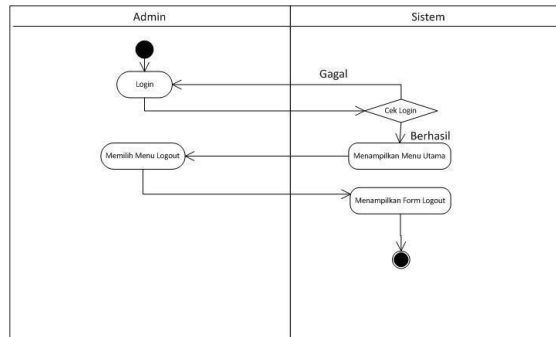 Admin
Sistem
Gagal
Login
Cek Login
Berhasil
Memilih Menu Logout
Menampilkan Menu Utama
Menampilkan Form Logout